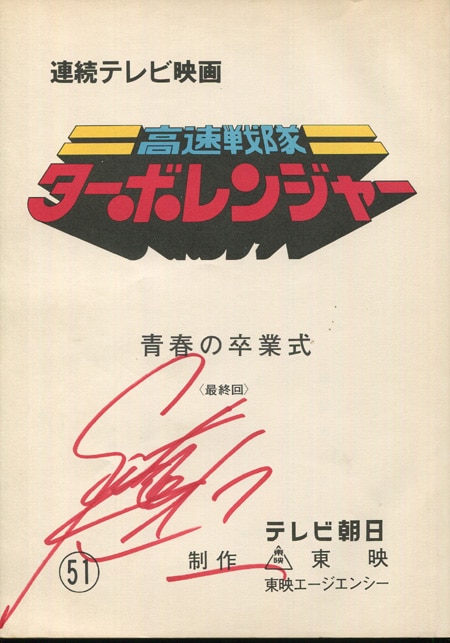 連続テレビ映画
高速戦隊
ターボレンジャー
青春の卒業式
〈最終回〉
テレビ朝日
51
制作 東映 東映
東映エージエンシー